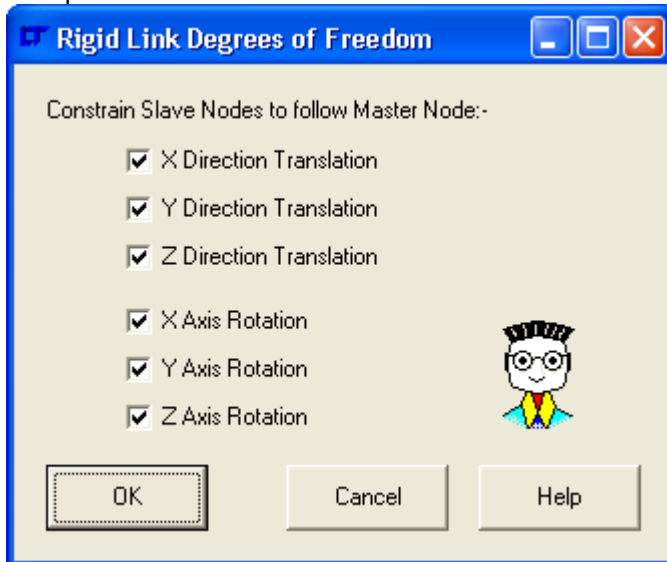 Rigid Link Degrees of Freedom
Constrain Slave Nodes to follow Master Node:-
X Direction Translation
Y Direction Translation
Z Direction Translation
X Axis Rotation
Y Axis Rotation
Z Axis Rotation
OK Cancel Help